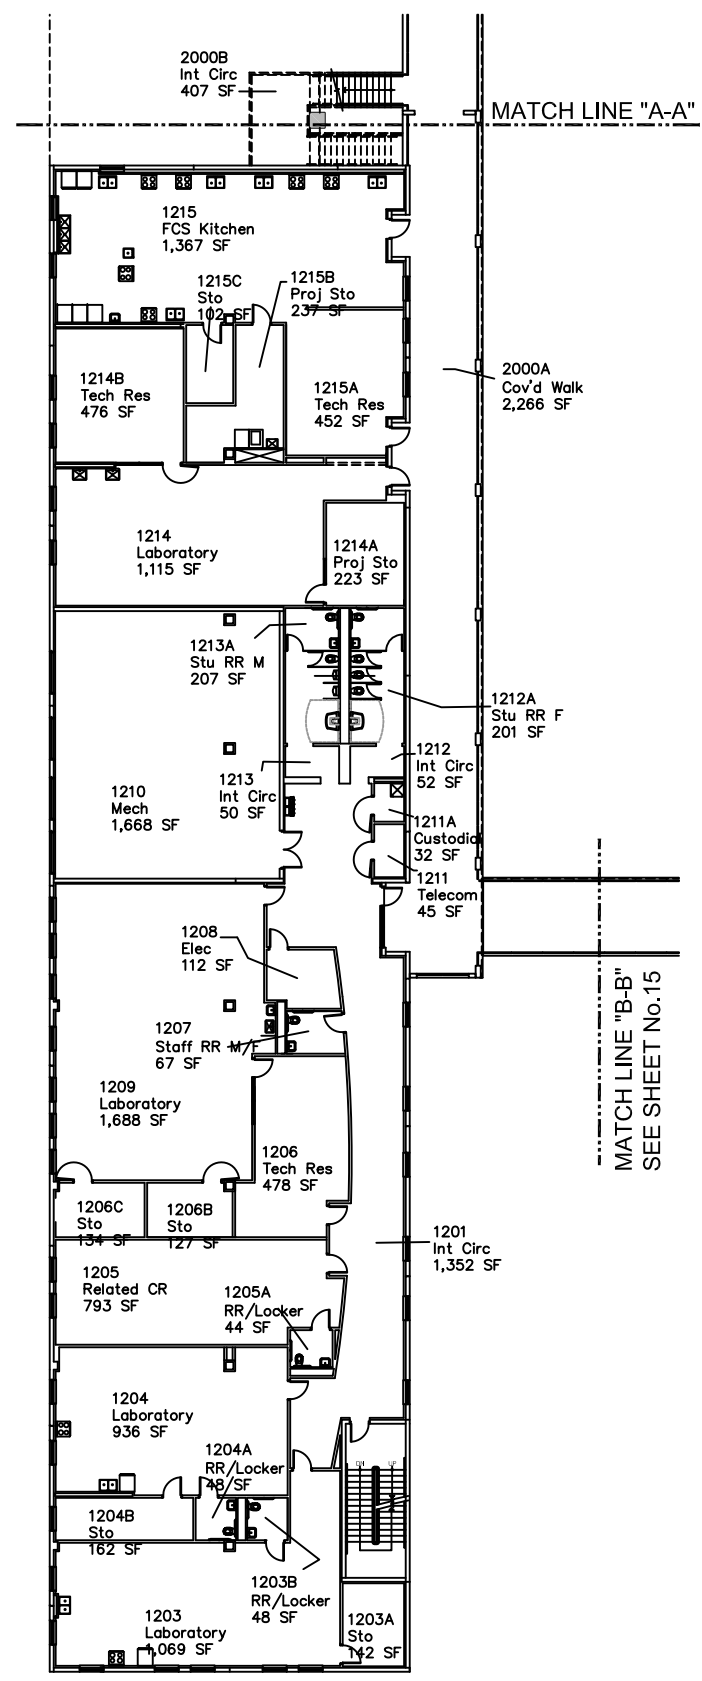 2000B
Int Circ
407 SF
MATCH LINE "A-A"
1215
FCS Kitchen
1,367 SF
1215C
Sto
102 SF
1215B
Proj Sto
237 SF
1214B
Tech Res
476 SF
1215A
Tech Res
452 SF
2000A
Cov'd Walk
2,266 SF
1214
Laboratory
1,115 SF
1214A
Proj Sto
223 SF
1213A
Stu RR M
207 SF
1212A
Stu RR F
201 SF
1212
Int Circ
52 SF
1213
Int Circ
50 SF
1210
Mech
1,668 SF
1211A
Custodial
32 SF
1211
Telecom
45 SF
1208
Elec
112 SF
1207
Staff RR M/F
67 SF
MATCH LINE "B-B"
SEE SHEET No.15
1209
Laboratory
1,688 SF
1206
Tech Res
478 SF
1206C
Sto
134 SF
1206B
Sto
127 SF
1201
Int Circ
1,352 SF
1205
Related CR
793 SF
1205A
RR/Locker
44 SF
1204
Laboratory
936 SF
1204A
RR/Locker
48 SF
DN
UP
1204B
Sto
162 SF
1203B
RR/Locker
48 SF
1203
Laboratory
1,069 SF
1203A
Sto
142 SF